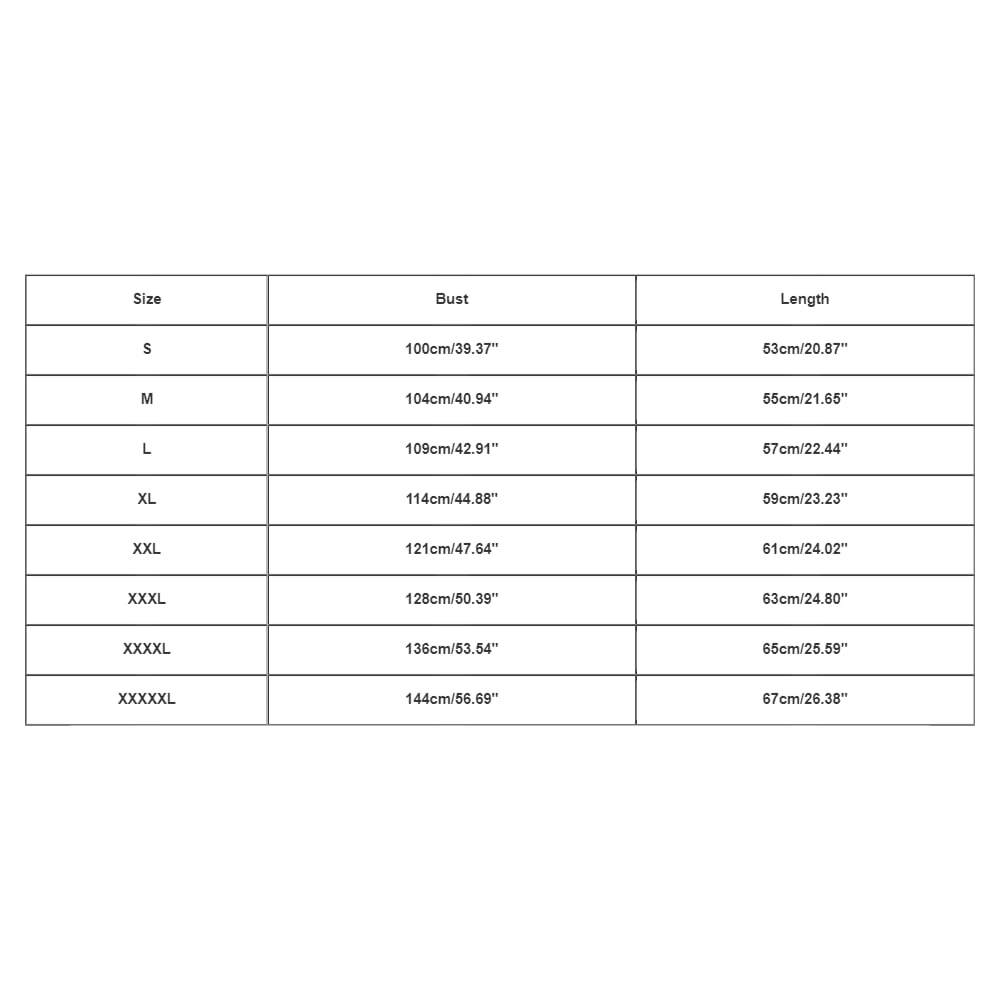 Size Bust Length
S 100cm/39.37" 53cm/20.87"
M 104cm/40.94" 55cm/21.65"
L 109cm/42.91" 57cm/22.44"
XL 114cm/44.88" 59cm/23.23"
XXL 121cm/47.64" 61cm/24.02"
XXXL 128cm/50.39" 63cm/24.80"
XXXXL 136cm/53.54" 65cm/25.59"
XXXXXL 144cm/56.69" 67cm/26.38"